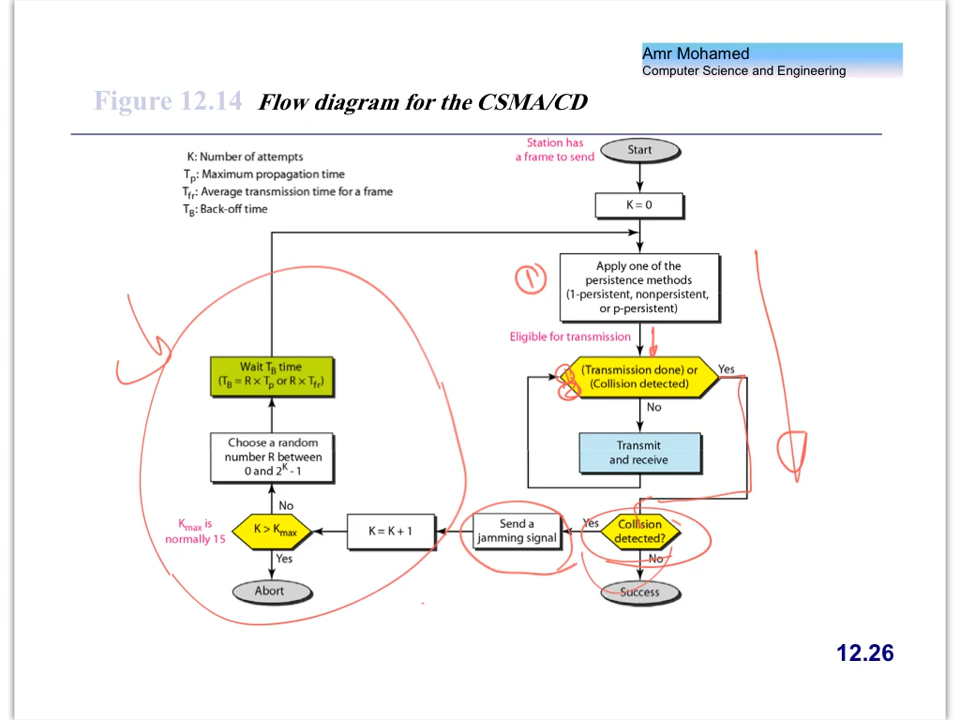 Amr Mohamed
Computer Science and Engineering
Figure 12.14 Flow diagram for the CSMA/CD
K: Number of attempts
Tp: Maximum propagation time
Tfr: Average transmission time for a frame
TB: Back-off time
Station has
a frame to send
Start
K = 0
1
Apply one of the
persistence methods
(1-persistent, nonpersistent,
or p-persistent)
Eligible for transmission
(Transmission done) or
(Collision detected)
Yes
No
Transmit
and receive
Wait TB time
(TB = R × Tp or R × Tfr)
Choose a random
number R between
0 and 2^K - 1
No
Kmax is
normally 15
K > Kmax
K = K + 1
Send a
jamming signal
Yes
Collision
detected?
Yes
No
Abort
Success
12.26